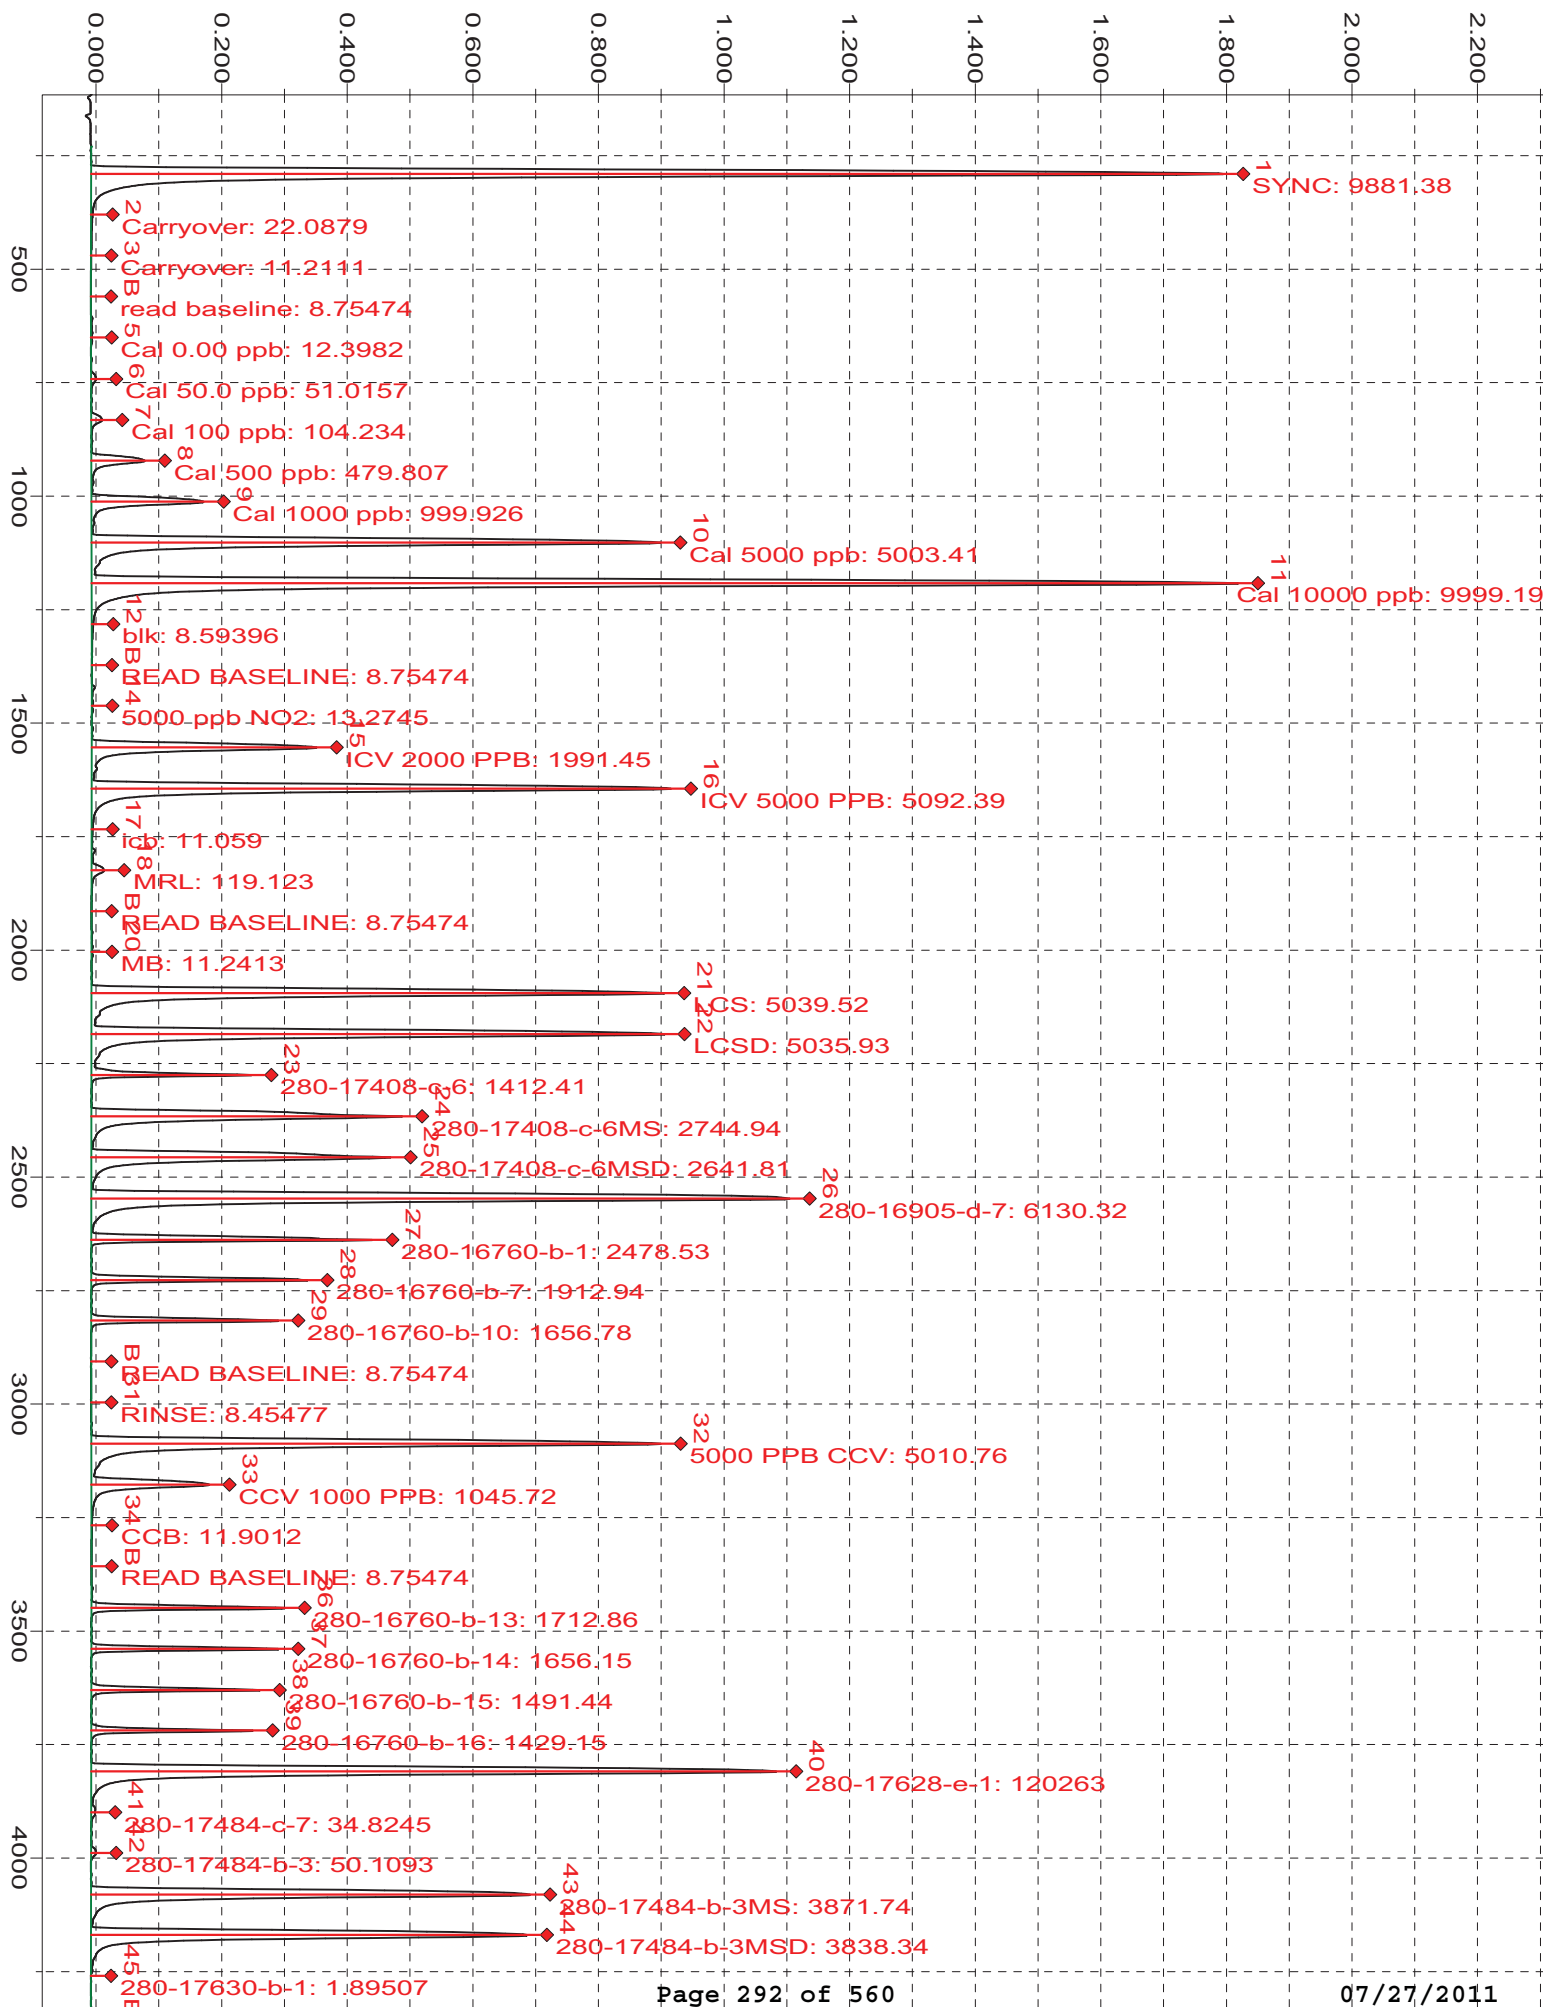 0.000 0.200 0.400 0.600 0.800 1.000 1.200 1.400 1.600 1.800 2.000 2.200
1
SYNC: 9881.38
2
Carryover: 22.0879
3
Carryover: 11.2111
500
B
read baseline: 8.75474
5
Cal 0.00 ppb: 12.3982
6
Cal 50.0 ppb: 51.0157
7
Cal 100 ppb: 104.234
8
Cal 500 ppb: 479.807
1000
9
Cal 1000 ppb: 999.926
10
Cal 5000 ppb: 5003.41
11
Cal 10000 ppb: 9999.19
12
blk: 8.59396
B
READ BASELINE: 8.75474
14
5000 ppb NO2: 13.2745
1500
15
ICV 2000 PPB: 1991.45
16
ICV 5000 PPB: 5092.39
17
icb: 11.059
18
MRL: 119.123
B
READ BASELINE: 8.75474
20
MB: 11.2413
2000
21
LCS: 5039.52
22
LCSD: 5035.93
23
280-17408-c-6: 1412.41
24
280-17408-c-6MS: 2744.94
25
280-17408-c-6MSD: 2641.81
2500
26
280-16905-d-7: 6130.32
27
280-16760-b-1: 2478.53
28
280-16760-b-7: 1912.94
29
280-16760-b-10: 1656.78
B
READ BASELINE: 8.75474
31
RINSE: 8.45477
3000
32
5000 PPB CCV: 5010.76
33
CCV 1000 PPB: 1045.72
34
CCB: 11.9012
B
READ BASELINE: 8.75474
36
280-16760-b-13: 1712.86
3500
37
280-16760-b-14: 1656.15
38
280-16760-b-15: 1491.44
39
280-16760-b-16: 1429.15
40
280-17628-e-1: 120263
41
280-17484-c-7: 34.8245
42
280-17484-b-3: 50.1093
4000
43
280-17484-b-3MS: 3871.74
44
280-17484-b-3MSD: 3838.34
45
280-17630-b-1: 1.89507
Page 292 of 560
07/27/2011